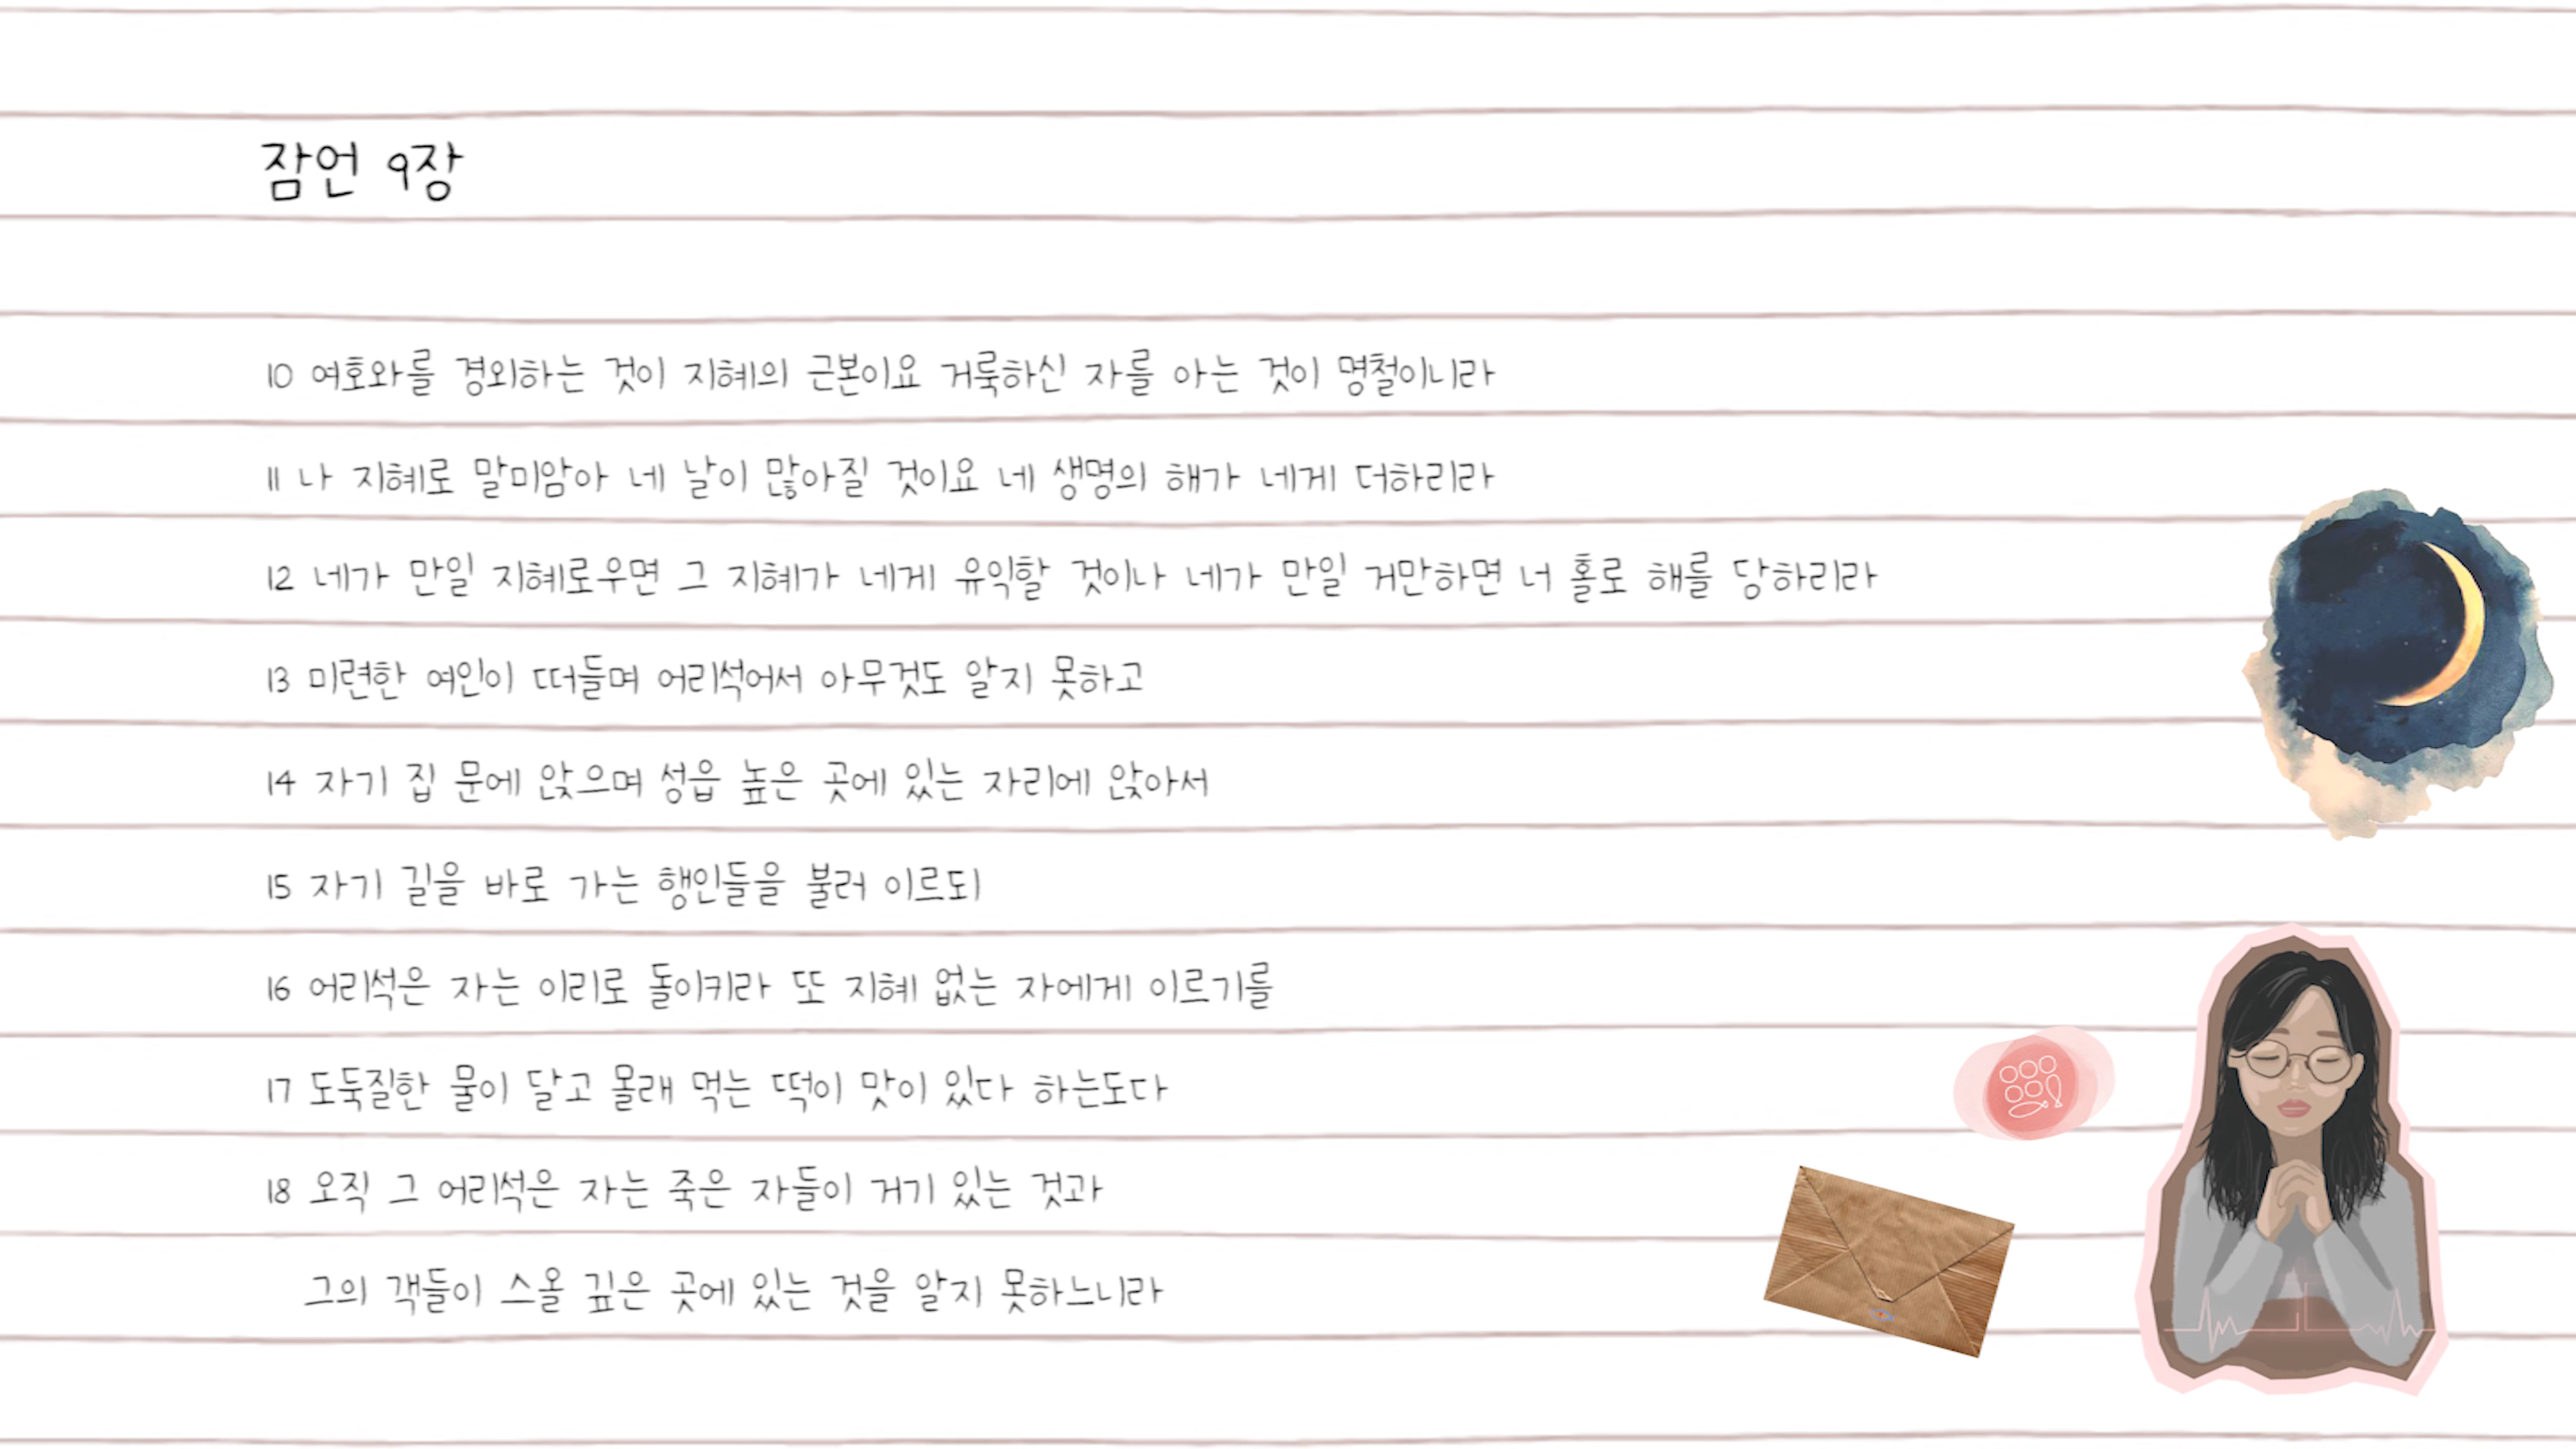 잠언 9장
10 여호와를 경외하는 것이 지혜의 근본이요 거룩하신 자를 아는 것이 명철이니라
11 나 지혜로 말미암아 네 날이 많아질 것이요 네 생명의 해가 네게 더하리라
12 네가 만일 지혜로우면 그 지혜가 네게 유익할 것이나 네가 만일 거만하면 너 홀로 해를 당하리라
13 미련한 여인이 떠들며 어리석어서 아무것도 알지 못하고
14 자기 집 문에 앉으며 성읍 높은 곳에 있는 자리에 앉아서
15 자기 길을 바로 가는 행인들을 불러 이르되
16 어리석은 자는 이리로 돌이키라 또 지혜 없는 자에게 이르기를
17 도둑질한 물이 달고 몰래 먹는 떡이 맛이 있다 하는도다
18 오직 그 어리석은 자는 죽은 자들이 거기 있는 것과
그의 객들이 스올 깊은 곳에 있는 것을 알지 못하느니라